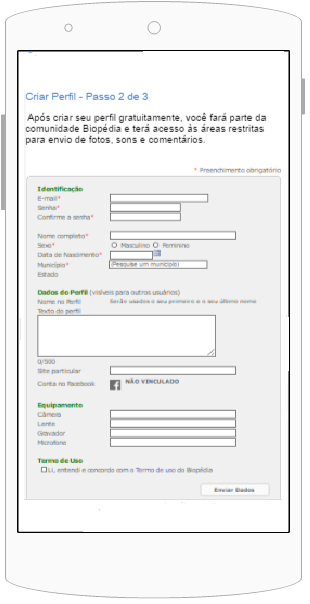 Criar Perfil - Passo 2 de 3
Após criar seu perfil gratuitamente, você fará parte da
comunidade Biopédia e terá acesso às áreas restritas
para envio de fotos, sons e comentários.
* Preenchimento obrigatório
Identificação
E-mail*
Senha*
Confirme a senha*
Nome completo*
Sexo* Masculino Feminino
Data de Nascimento*
Município* (Pesquise um município)
Estado
Dados do Perfil (visíveis para outros usuários)
Nome no Perfil Serão usados o seu primeiro e o seu último nome
Texto do perfil
0/500
Site particular
Conta no Facebook NÃO VINCULADO
Equipamento
Câmera
Lente
Gravador
Microfone
Termo de Uso
Li, entendi e concordo com o Termo de uso do Biopédia
Enviar Dados